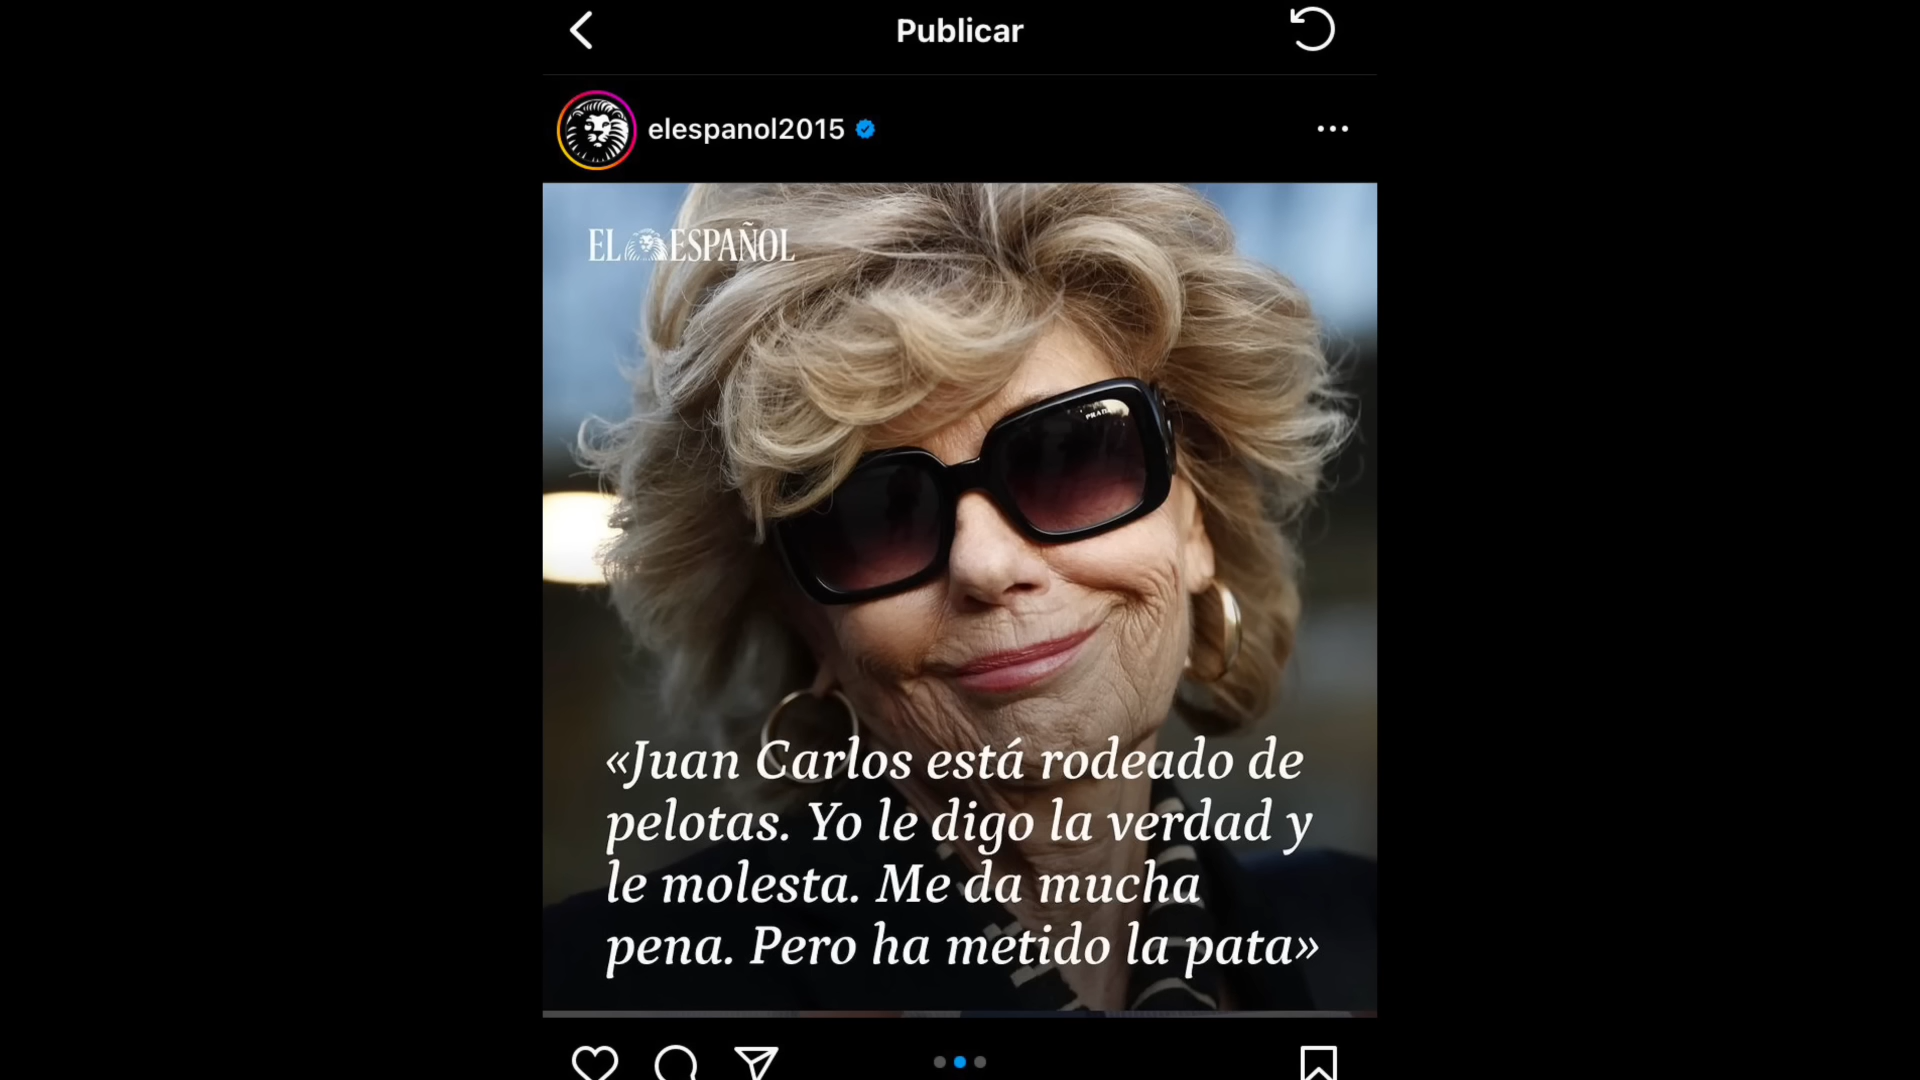 Publicar
elespanol2015
EL ESPAÑOL
PRADA
«Juan Carlos está rodeado de
pelotas. Yo le digo la verdad y
le molesta. Me da mucha
pena. Pero ha metido la pata»